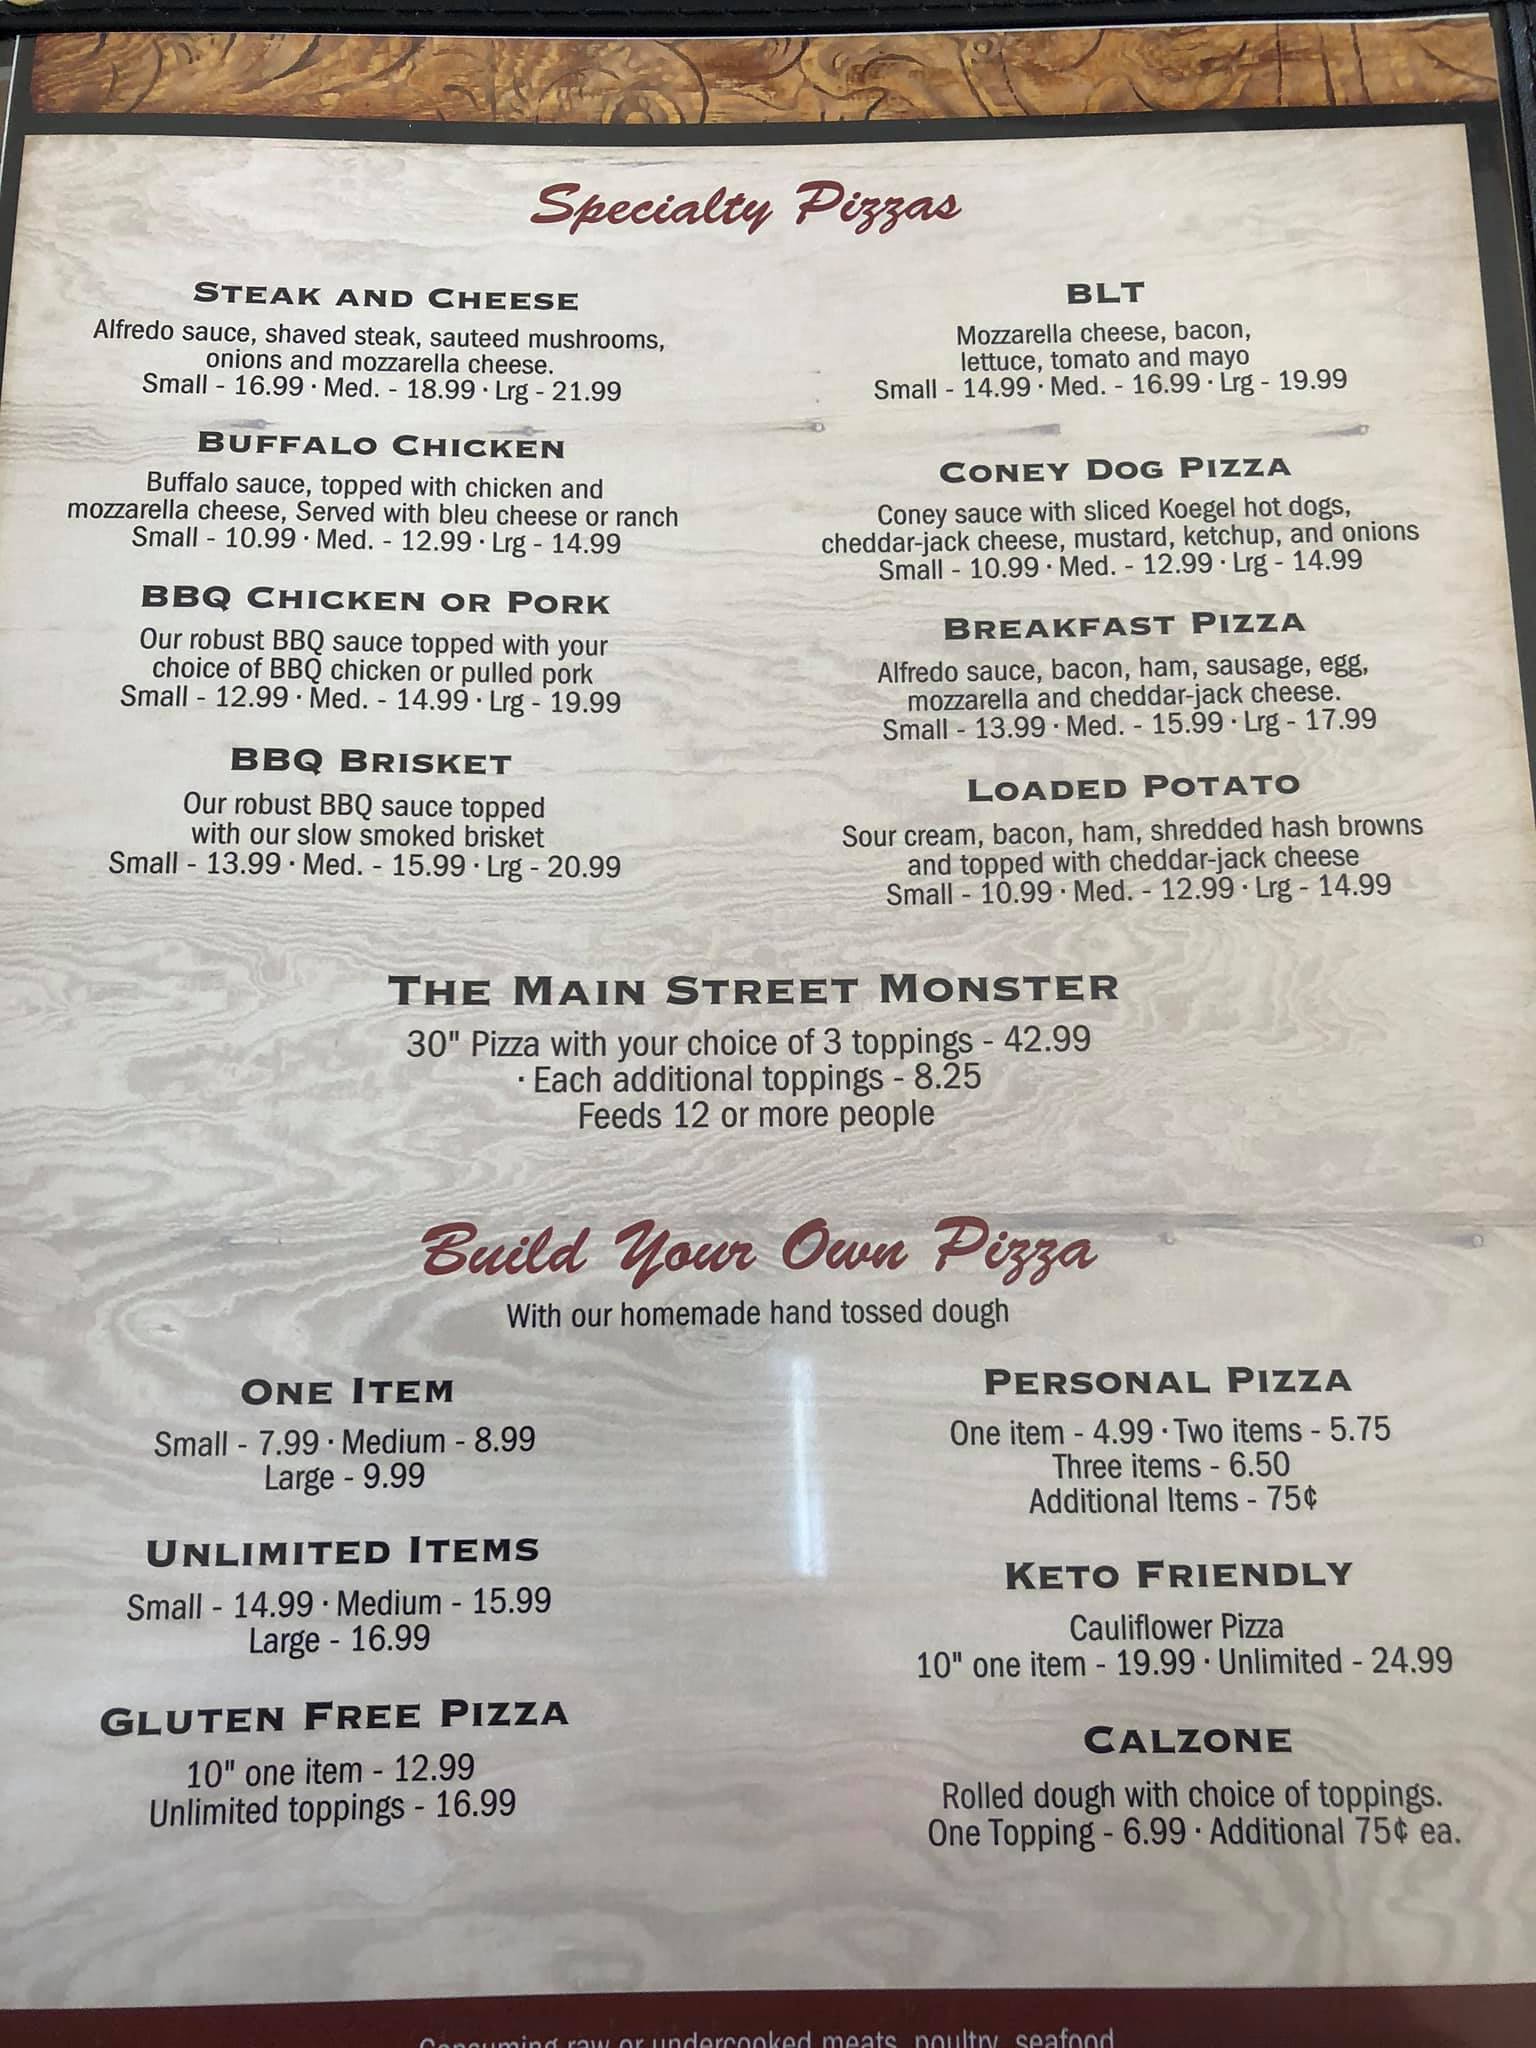 Specialty Pizzas
STEAK AND CHEESE
Alfredo sauce, shaved steak, sauteed mushrooms,
onions and mozzarella cheese.
Small - 16.99 · Med. - 18.99 · Lrg - 21.99
BUFFALO CHICKEN
Buffalo sauce, topped with chicken and
mozzarella cheese, Served with bleu cheese or ranch
Small - 10.99 · Med. - 12.99 · Lrg - 14.99
BBQ CHICKEN OR PORK
Our robust BBQ sauce topped with your
choice of BBQ chicken or pulled pork
Small - 12.99 · Med. - 14.99 · Lrg - 19.99
BBQ BRISKET
Our robust BBQ sauce topped
with our slow smoked brisket
Small - 13.99 · Med. - 15.99 · Lrg - 20.99
BLT
Mozzarella cheese, bacon,
lettuce, tomato and mayo
Small - 14.99 · Med. - 16.99 · Lrg - 19.99
CONEY DOG PIZZA
Coney sauce with sliced Koegel hot dogs,
cheddar-jack cheese, mustard, ketchup, and onions
Small - 10.99 · Med. - 12.99 · Lrg - 14.99
BREAKFAST PIZZA
Alfredo sauce, bacon, ham, sausage, egg,
mozzarella and cheddar-jack cheese.
Small - 13.99 · Med. - 15.99 · Lrg - 17.99
LOADED POTATO
Sour cream, bacon, ham, shredded hash browns
and topped with cheddar-jack cheese
Small - 10.99 · Med. - 12.99 · Lrg - 14.99
THE MAIN STREET MONSTER
30" Pizza with your choice of 3 toppings - 42.99
· Each additional toppings - 8.25
Feeds 12 or more people
Build Your Own Pizza
With our homemade hand tossed dough
ONE ITEM
Small - 7.99 · Medium - 8.99
Large - 9.99
UNLIMITED ITEMS
Small - 14.99 · Medium - 15.99
Large - 16.99
GLUTEN FREE PIZZA
10" one item - 12.99
Unlimited toppings - 16.99
PERSONAL PIZZA
One item - 4.99 · Two items - 5.75
Three items - 6.50
Additional Items - 75¢
KETO FRIENDLY
Cauliflower Pizza
10" one item - 19.99 · Unlimited - 24.99
CALZONE
Rolled dough with choice of toppings.
One Topping - 6.99 · Additional 75¢ ea.
Consuming raw or undercooked meats, poultry, seafood